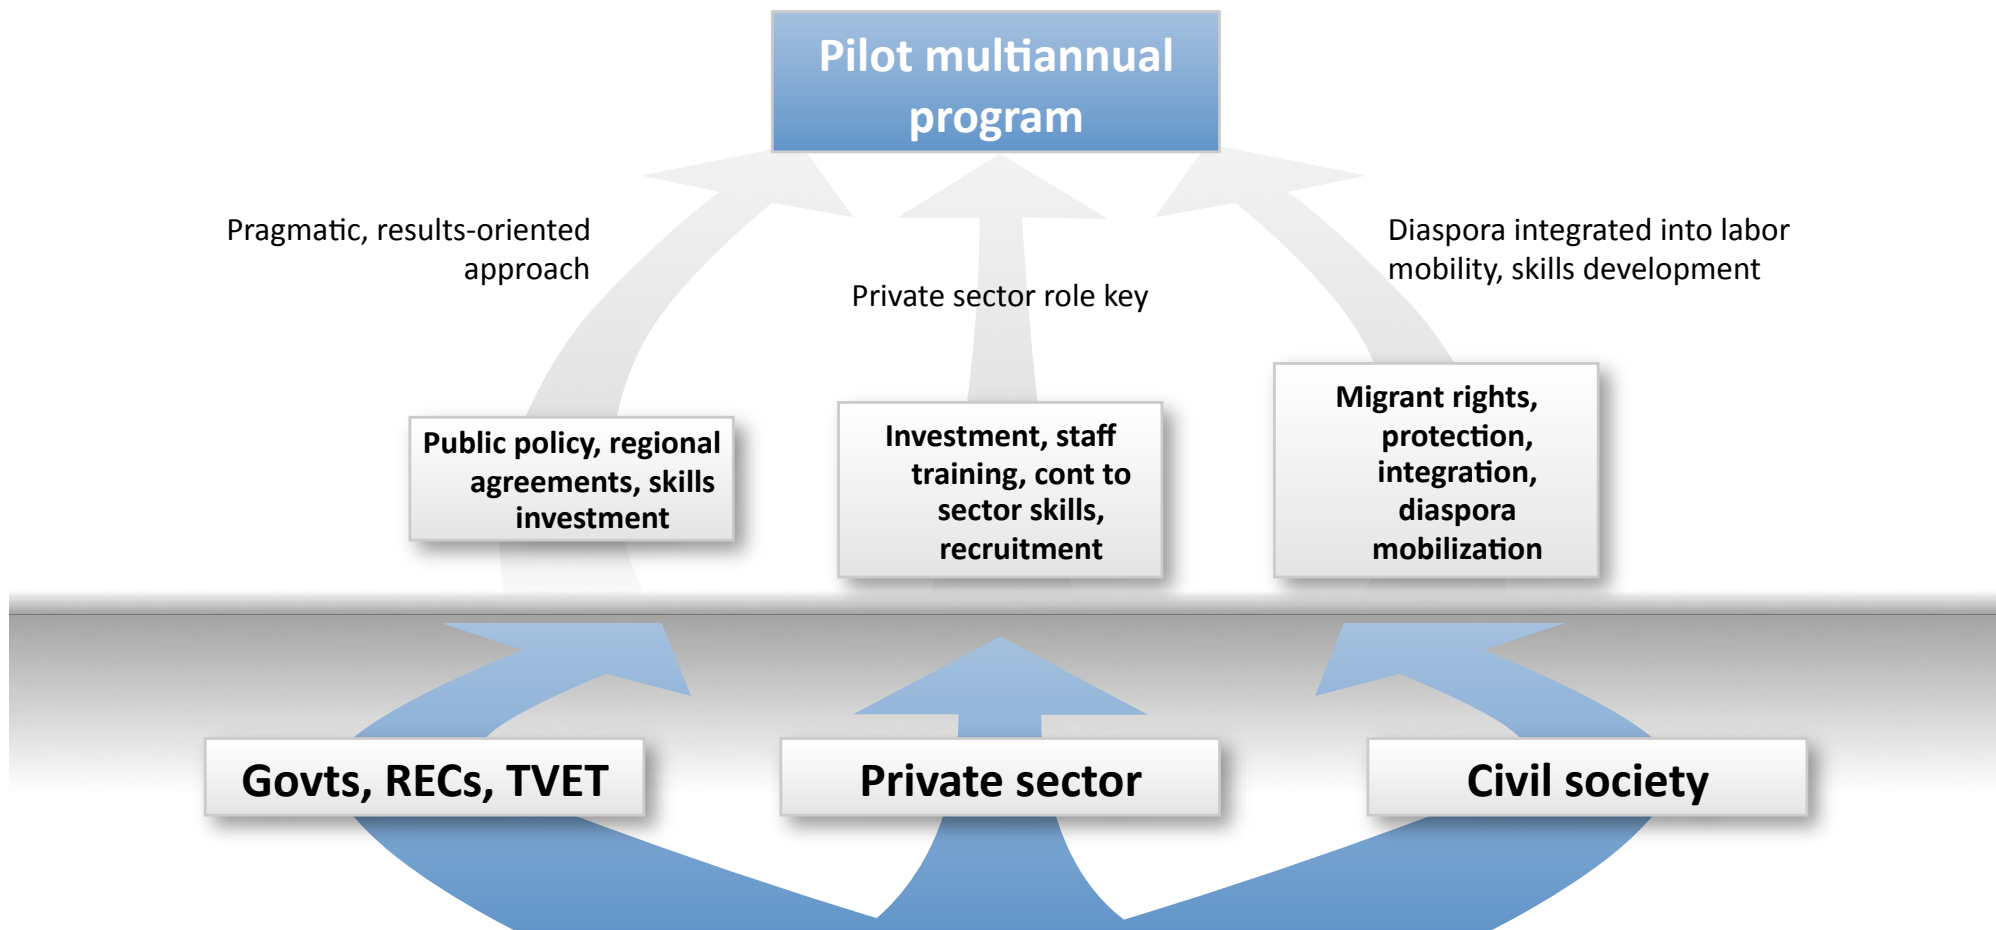 Pilot multiannual
program
Pragmatic, results-oriented
approach
Private sector role key
Diaspora integrated into labor
mobility, skills development
Public policy, regional
agreements, skills
investment
Investment, staff
training, cont to
sector skills,
recruitment
Migrant rights,
protection,
integration,
diaspora
mobilization
Govts, RECs, TVET
Private sector
Civil society